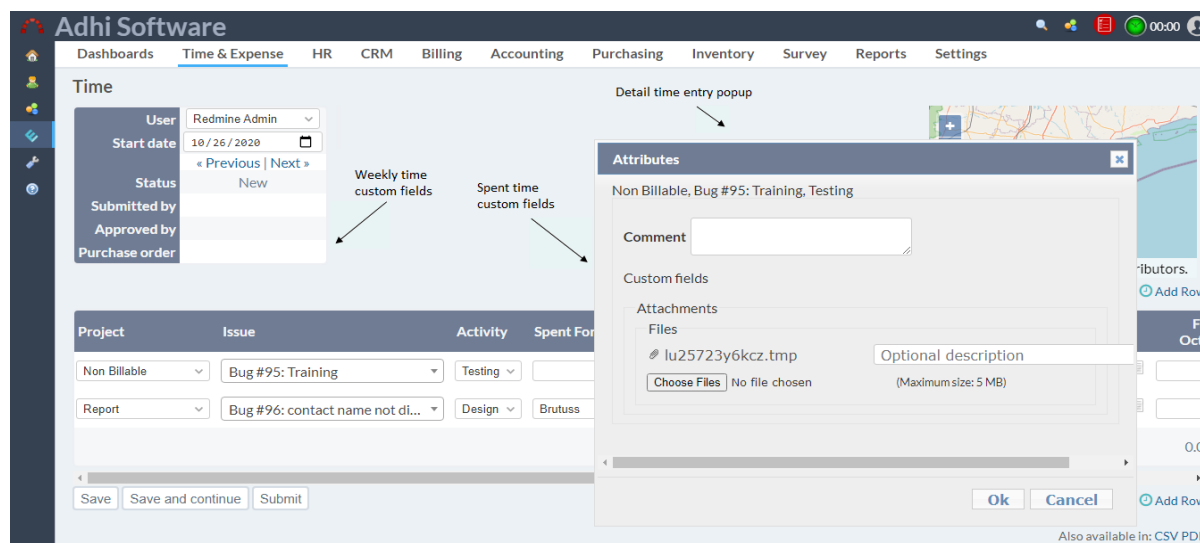 Adhi Software
00:00
Dashboards Time & Expense HR CRM Billing Accounting Purchasing Inventory Survey Reports Settings
Time
Detail time entry popup
User Redmine Admin
Start date 10/26/2020
« Previous | Next »
Status New
Submitted by
Approved by
Purchase order
Weekly time
custom fields
Spent time
custom fields
+
Attributes
Non Billable, Bug #95: Training, Testing
Comment
Custom fields
Attachments
Files
lu25723y6kcz.tmp Optional description
Choose Files No file chosen (Maximum size: 5 MB)
Ok Cancel
ributors.
Add Row
Project Issue Activity Spent For
F
Oct
Non Billable Bug #95: Training Testing
Report Bug #96: contact name not di... Design Brutuss
0.0
Save Save and continue Submit
Add Row
Also available in: CSV PDF